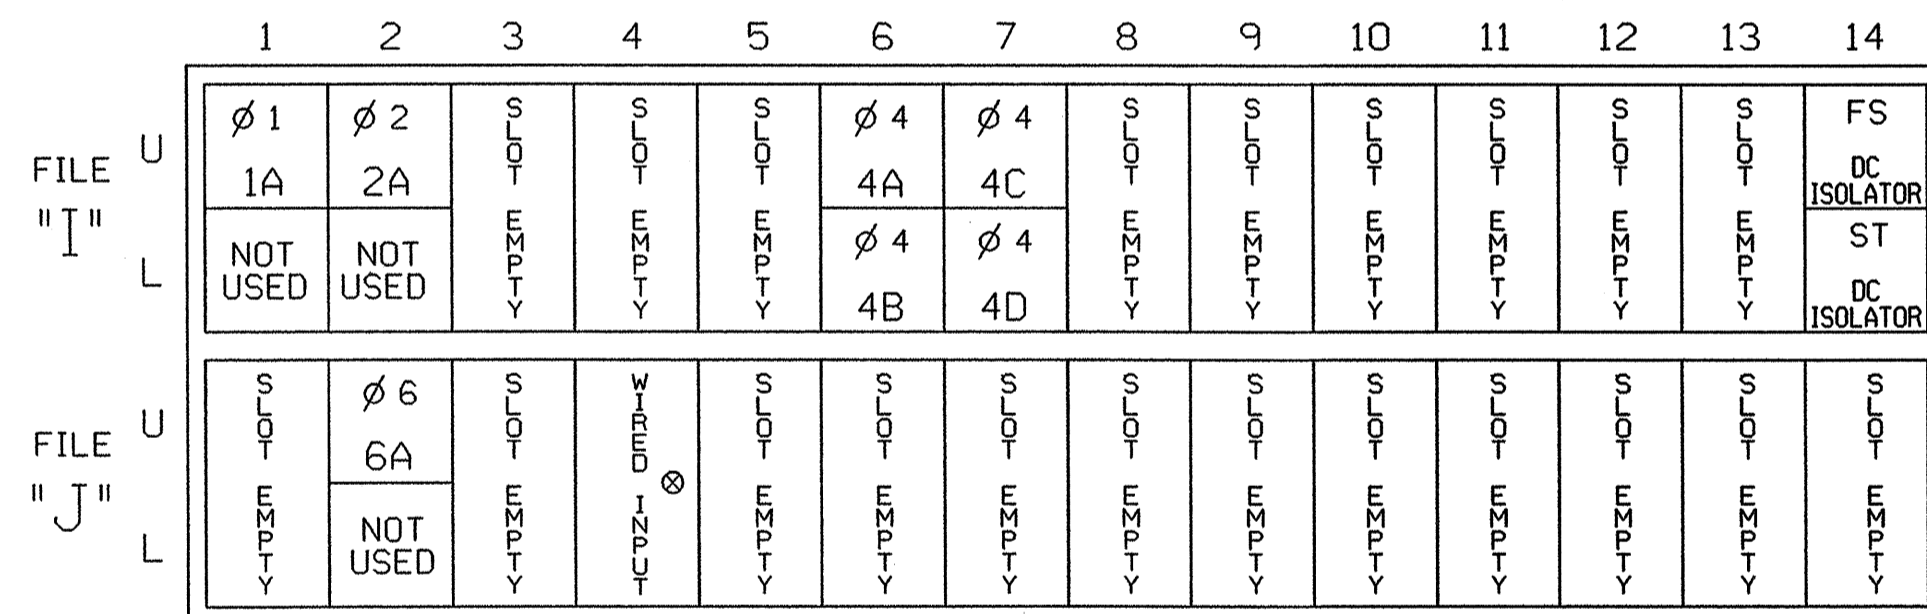 1 2 3 4 5 6 7 8 9 10 11 12 13 14
FILE "I"
U
L
Ø 1
1A
NOT USED
Ø 2
2A
NOT USED
SLOT EMPTY
SLOT EMPTY
SLOT EMPTY
Ø 4
4A
Ø 4
4B
Ø 4
4C
Ø 4
4D
SLOT EMPTY
SLOT EMPTY
SLOT EMPTY
SLOT EMPTY
SLOT EMPTY
SLOT EMPTY
FS
DC
ISOLATOR
ST
DC
ISOLATOR
FILE "J"
U
L
SLOT EMPTY
Ø 6
6A
NOT USED
SLOT EMPTY
WIRED INPUT ⊗
SLOT EMPTY
SLOT EMPTY
SLOT EMPTY
SLOT EMPTY
SLOT EMPTY
SLOT EMPTY
SLOT EMPTY
SLOT EMPTY
SLOT EMPTY
SLOT EMPTY